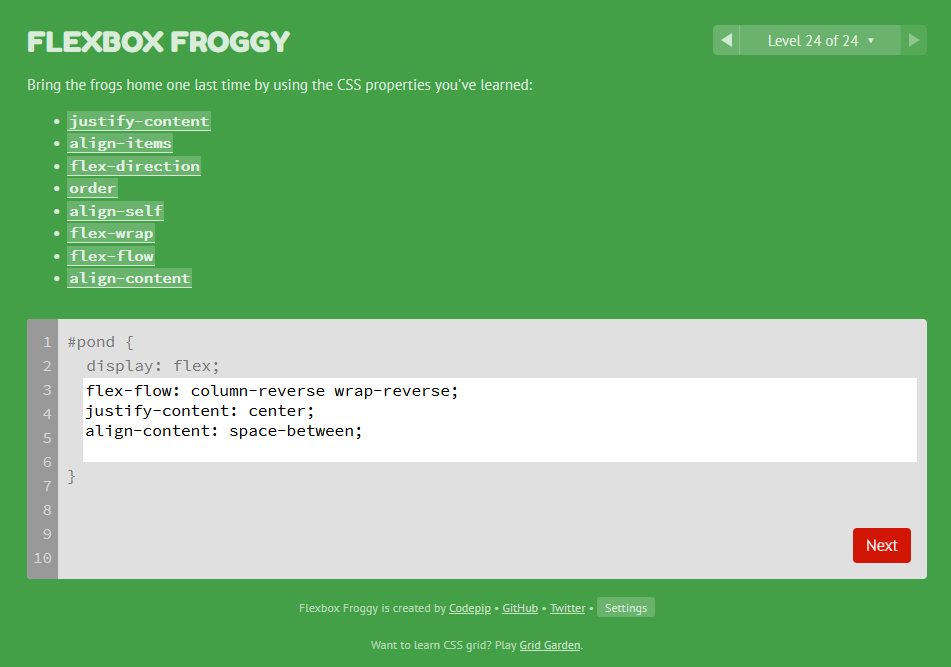 FLEXBOX FROGGY
◀ Level 24 of 24 ▼ ▶
Bring the frogs home one last time by using the CSS properties you've learned:
• justify-content
• align-items
• flex-direction
• order
• align-self
• flex-wrap
• flex-flow
• align-content
1 #pond {
2 display: flex;
3 flex-flow: column-reverse wrap-reverse;
4 justify-content: center;
5 align-content: space-between;
6
7 }
8
9
10
Next
Flexbox Froggy is created by Codepip • GitHub • Twitter • Settings
Want to learn CSS grid? Play Grid Garden.